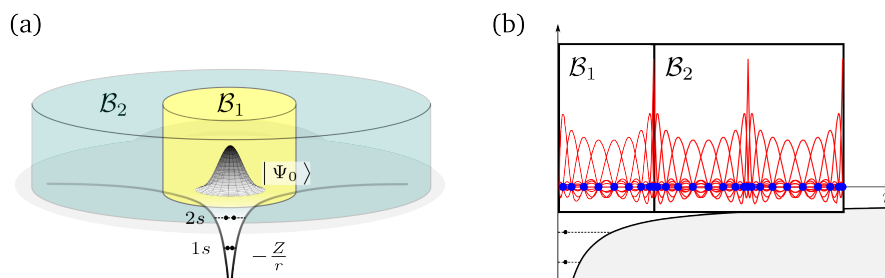 (a)
B₂
B₁
| Ψ₀ ⟩
2s
1s
−Z/r
(b)
B₁
B₂